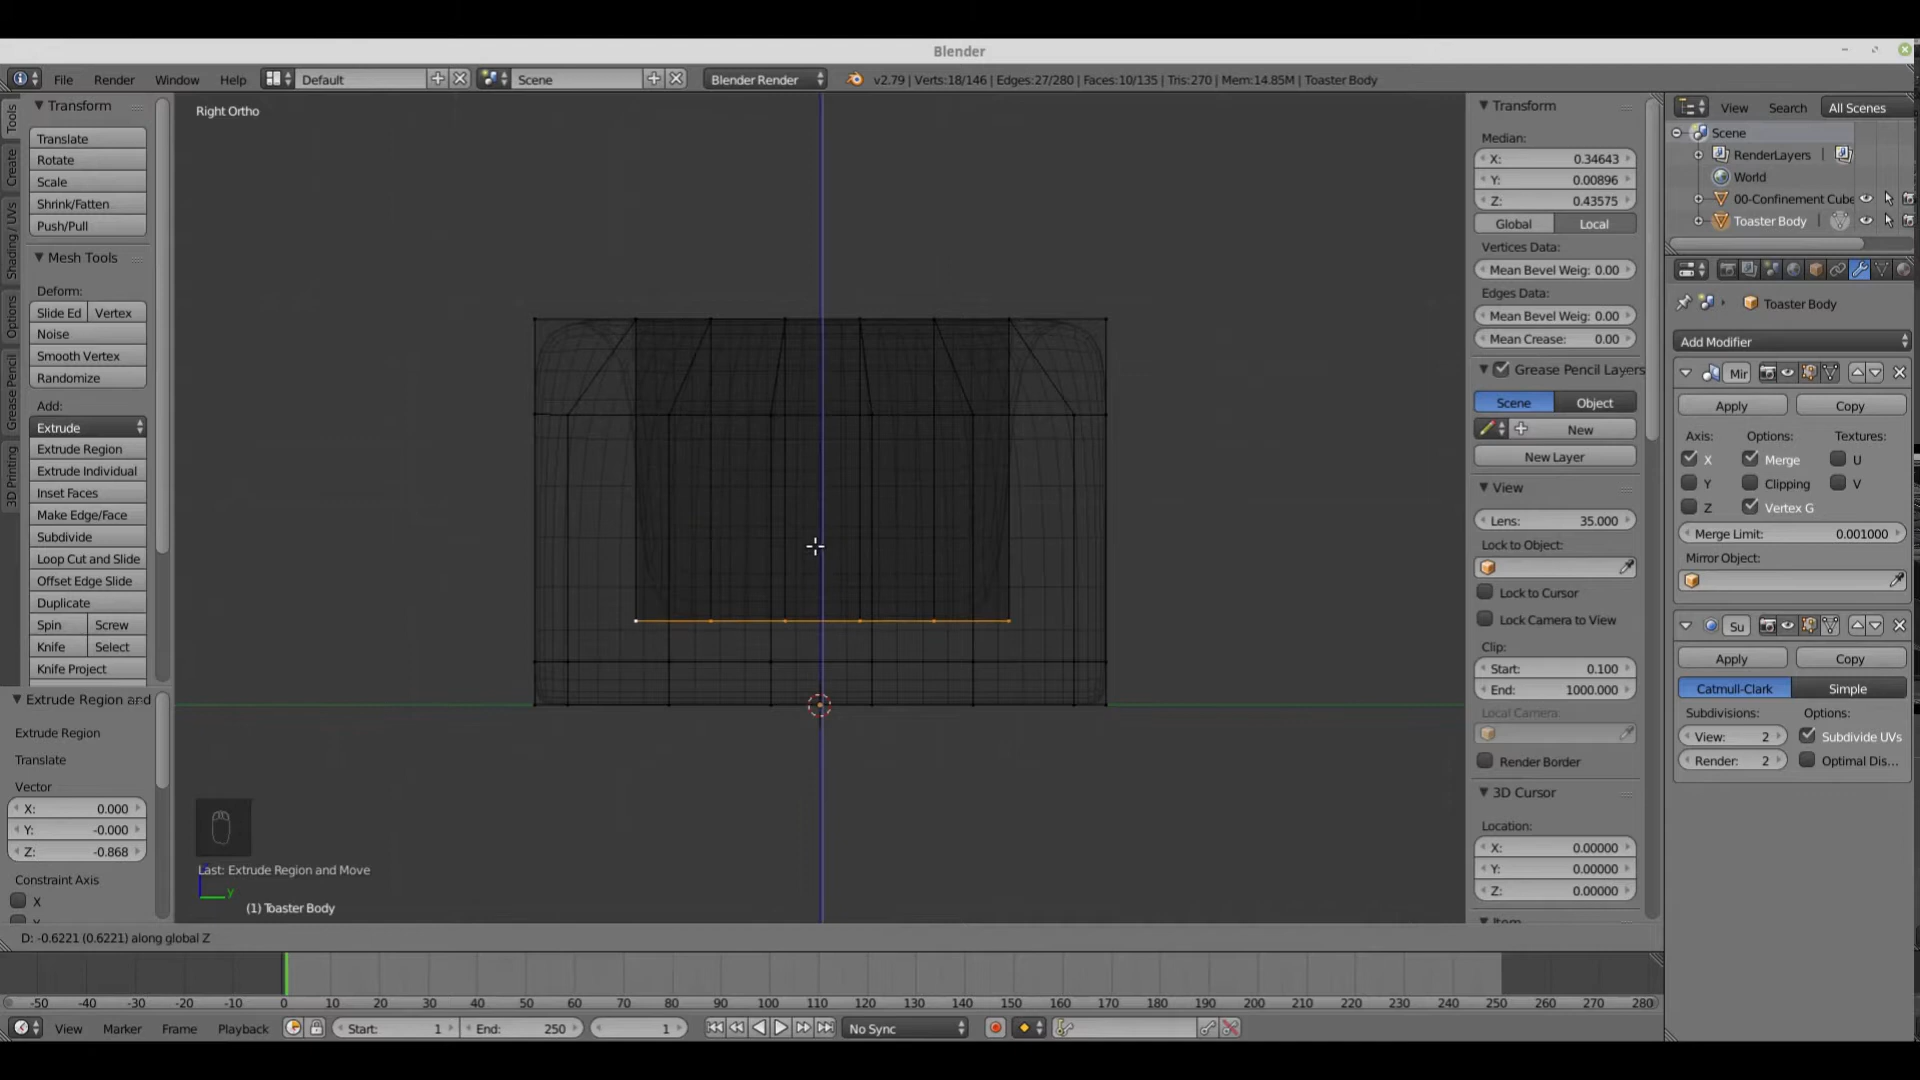 Blender
File Render Window Help Default Scene Blender Render v2.79 | Verts:18/146 | Edges:27/280 | Faces:10/135 | Tris:270 | Mem:14.85M | Toaster Body
Right Ortho
Tools
Create
Shading / UVs
Options
Grease Pencil
3D Printing
Transform
Translate
Rotate
Scale
Shrink/Fatten
Push/Pull
Mesh Tools
Deform:
Slide Ed Vertex
Noise
Smooth Vertex
Randomize
Add:
Extrude
Extrude Region
Extrude Individual
Inset Faces
Make Edge/Face
Subdivide
Loop Cut and Slide
Offset Edge Slide
Duplicate
Spin Screw
Knife Select
Knife Project
Extrude Region and
Extrude Region
Translate
Vector
X: 0.000
Y: -0.000
Z: -0.868
Constraint Axis
X
Last: Extrude Region and Move
y
(1) Toaster Body
D: -0.6221 (0.6221) along global Z
Transform
Median:
X: 0.34643
Y: 0.00896
Z: 0.43575
Global Local
Vertices Data:
Mean Bevel Weig: 0.00
Edges Data:
Mean Bevel Weig: 0.00
Mean Crease: 0.00
Grease Pencil Layers
Scene Object
New
New Layer
View
Lens: 35.000
Lock to Object:
Lock to Cursor
Lock Camera to View
Clip:
Start: 0.100
End: 1000.000
Local Camera:
Render Border
3D Cursor
Location:
X: 0.00000
Y: 0.00000
Z: 0.00000
View Search All Scenes
Scene
RenderLayers
World
00-Confinement Cube
Toaster Body
Toaster Body
Add Modifier
Mir
Apply Copy
Axis: Options: Textures:
X Merge U
Y Clipping V
Z Vertex G
Merge Limit: 0.001000
Mirror Object:
Su
Apply Copy
Catmull-Clark Simple
Subdivisions: Options:
View: 2 Subdivide UVs
Render: 2 Optimal Dis...
-50 -40 -30 -20 -10 0 10 20 30 40 50 60 70 80 90 100 110 120 130 140 150 160 170 180 190 200 210 220 230 240 250 260 270 280
View Marker Frame Playback Start: 1 End: 250 1 No Sync